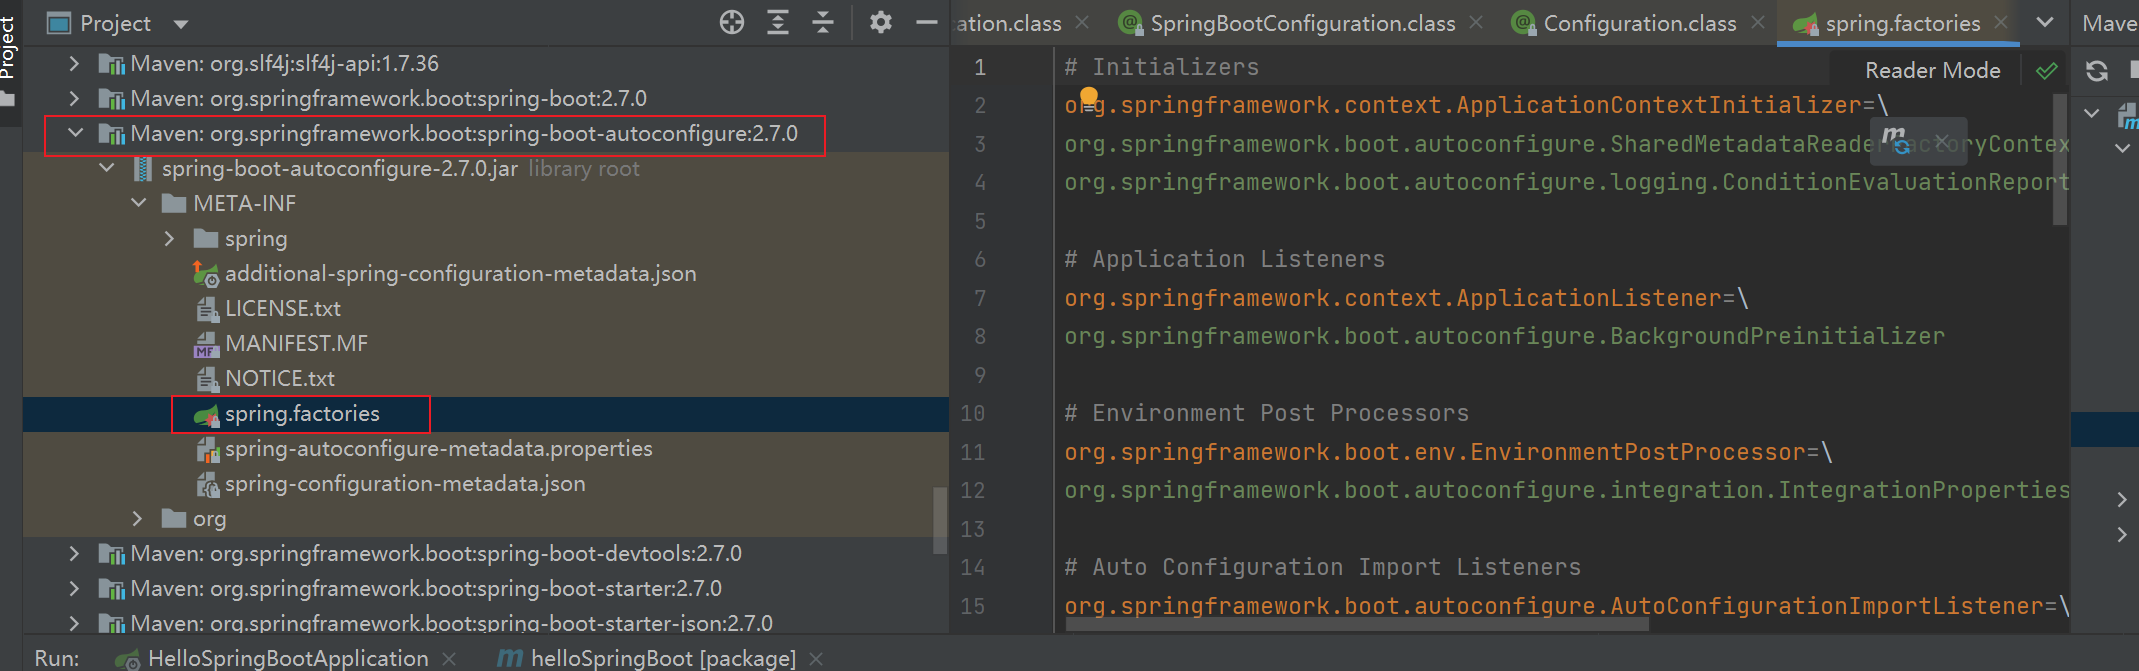 Project
Project
Maven: org.slf4j:slf4j-api:1.7.36
Maven: org.springframework.boot:spring-boot:2.7.0
Maven: org.springframework.boot:spring-boot-autoconfigure:2.7.0
spring-boot-autoconfigure-2.7.0.jar library root
META-INF
spring
additional-spring-configuration-metadata.json
LICENSE.txt
MANIFEST.MF
NOTICE.txt
spring.factories
spring-autoconfigure-metadata.properties
spring-configuration-metadata.json
org
Maven: org.springframework.boot:spring-boot-devtools:2.7.0
Maven: org.springframework.boot:spring-boot-starter:2.7.0
Maven: org.springframework.boot:spring-boot-starter-json:2.7.0
ation.class SpringBootConfiguration.class Configuration.class spring.factories Maven
Reader Mode
1 # Initializers
2 org.springframework.context.ApplicationContextInitializer=\
3 org.springframework.boot.autoconfigure.SharedMetadataReaderFactoryContex
4 org.springframework.boot.autoconfigure.logging.ConditionEvaluationReport
5
6 # Application Listeners
7 org.springframework.context.ApplicationListener=\
8 org.springframework.boot.autoconfigure.BackgroundPreinitializer
9
10 # Environment Post Processors
11 org.springframework.boot.env.EnvironmentPostProcessor=\
12 org.springframework.boot.autoconfigure.integration.IntegrationProperties
13
14 # Auto Configuration Import Listeners
15 org.springframework.boot.autoconfigure.AutoConfigurationImportListener=\
Run: HelloSpringBootApplication helloSpringBoot [package]